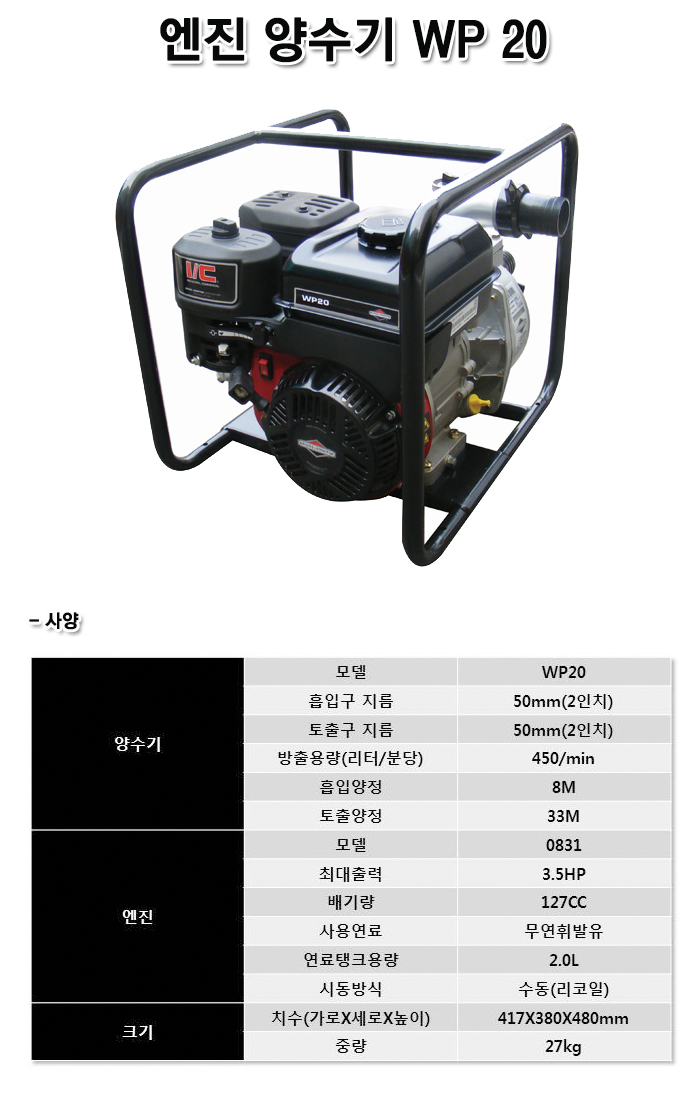 엔진 양수기 WP 20
VC
WP20
- 사양
양수기
모델 WP20
흡입구 지름 50mm(2인치)
토출구 지름 50mm(2인치)
방출용량(리터/분당) 450/min
흡입양정 8M
토출양정 33M
엔진
모델 0831
최대출력 3.5HP
배기량 127CC
사용연료 무연휘발유
연료탱크용량 2.0L
시동방식 수동(리코일)
크기
치수(가로X세로X높이) 417X380X480mm
중량 27kg